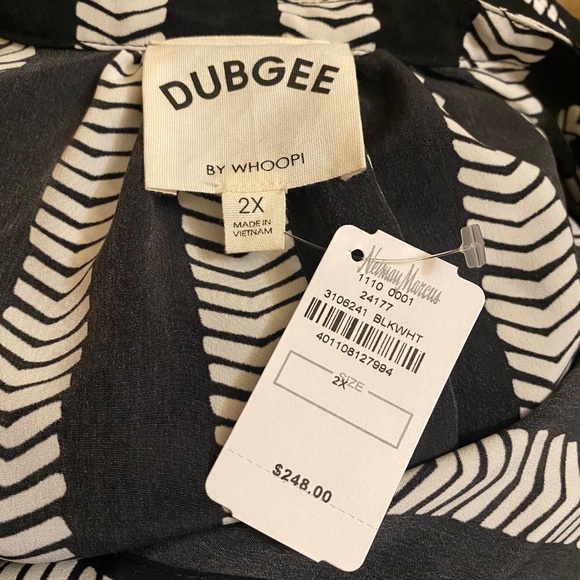 DUBGEE
BY WHOOPI
2X
MADE IN
VIETNAM
Neiman Marcus
1110 0001
24177
3106241 BLKWHT
401108127994
SIZE
2X
$248.00